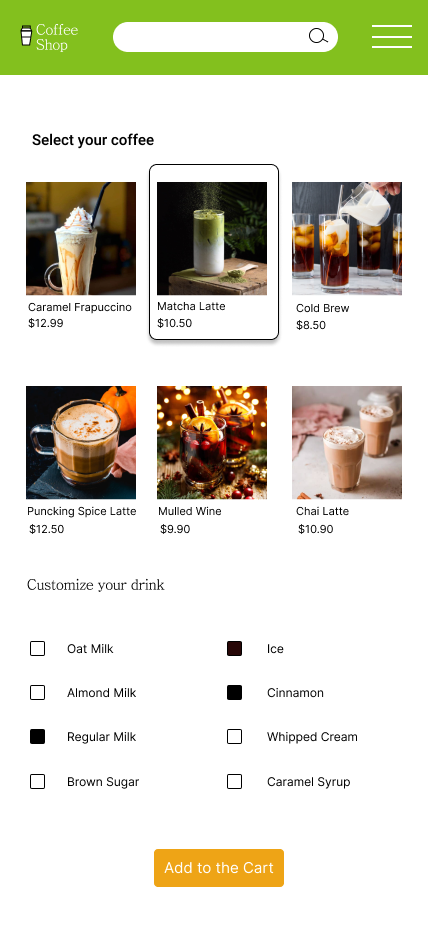 Coffee
Shop
Select your coffee
Caramel Frapuccino
$12.99
Matcha Latte
$10.50
Cold Brew
$8.50
Puncking Spice Latte
$12.50
Mulled Wine
$9.90
Chai Latte
$10.90
Customize your drink
Oat Milk
Ice
Almond Milk
Cinnamon
Regular Milk
Whipped Cream
Brown Sugar
Caramel Syrup
Add to the Cart